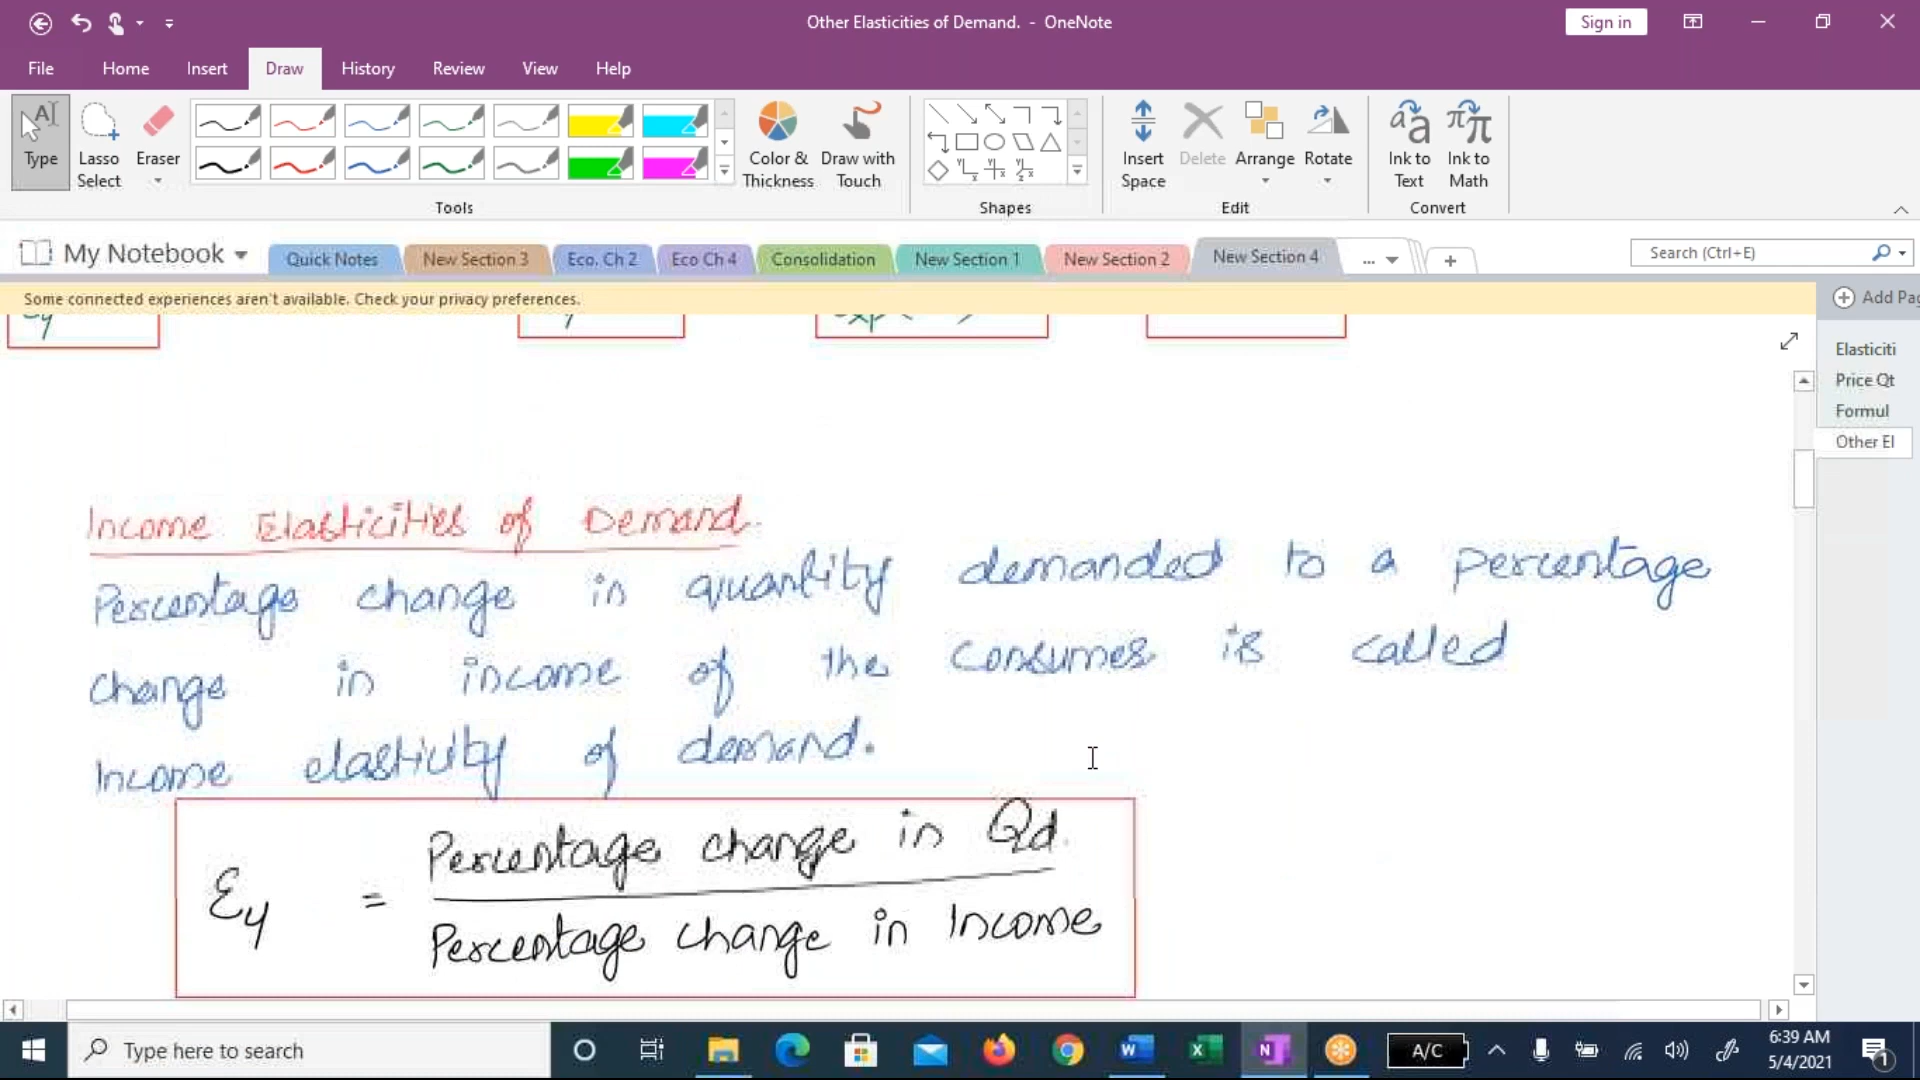 Other Elasticities of Demand. - OneNote
Sign in
File Home Insert Draw History Review View Help
Type Lasso Select Eraser Color & Thickness Draw with Touch Insert Space Delete Arrange Rotate Ink to Text Ink to Math
Tools Shapes Edit Convert
My Notebook Quick Notes New Section 3 Eco. Ch 2 Eco Ch 4 Consolidation New Section 1 New Section 2 New Section 4 ... + Search (Ctrl+E)
Some connected experiences aren't available. Check your privacy preferences.
Add Pag
Elasticiti
Price Qt
Formul
Other El
Income Elasticities of Demand.
Percentage change in quantity demanded to a percentage
change in income of the consumes is called
Income elasticity of demand.
Ey = Percentage change in Qd
Percentage change in Income
Type here to search
A/C
6:39 AM
5/4/2021
1